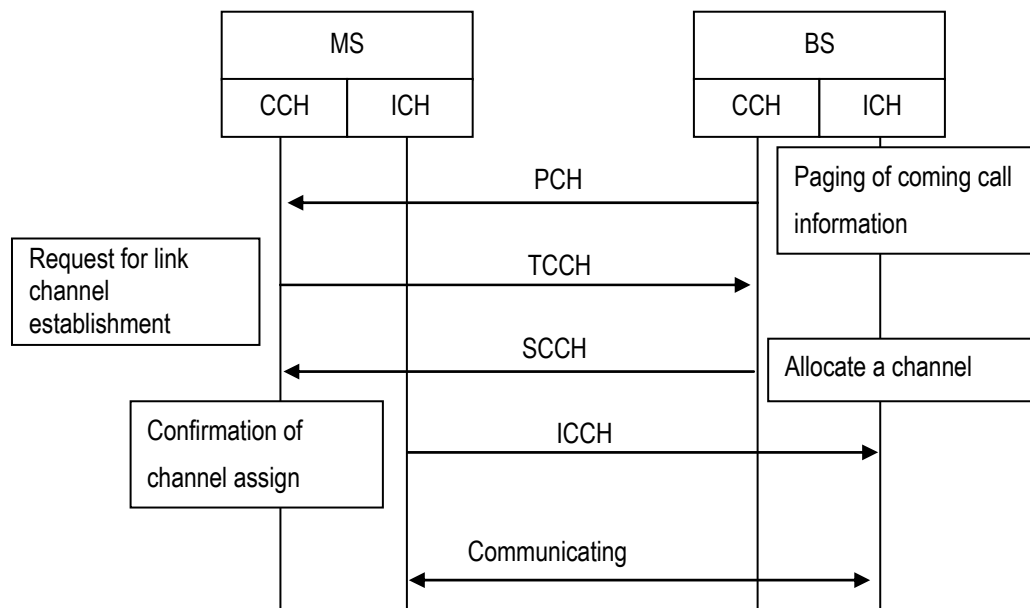 MS
BS
CCH
ICH
CCH
ICH
PCH
Paging of coming call
information
Request for link
channel
establishment
TCCH
SCCH
Allocate a channel
Confirmation of
channel assign
ICCH
Communicating